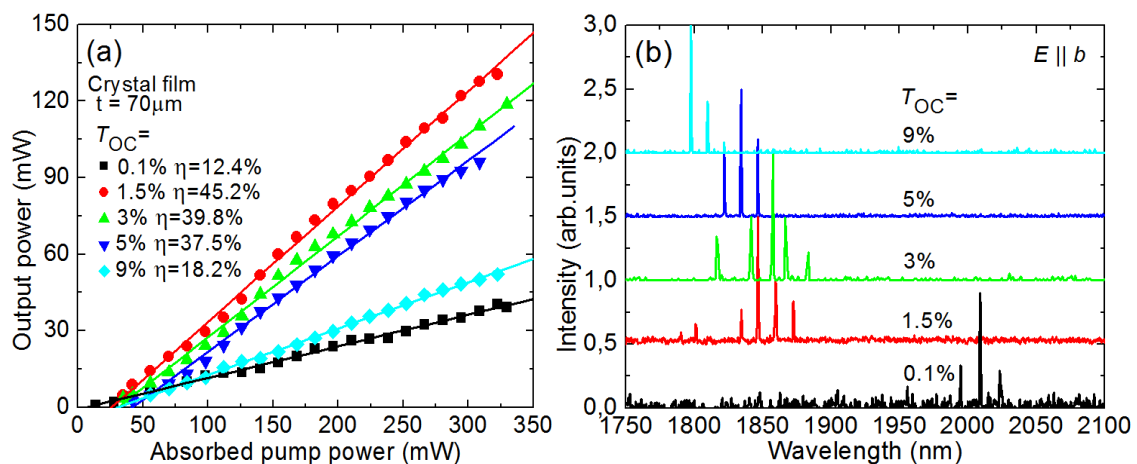 (a)
Crystal film
t = 70µm
T_OC=
0.1% η=12.4%
1.5% η=45.2%
3% η=39.8%
5% η=37.5%
9% η=18.2%
150
120
90
60
30
0
Output power (mW)
0 50 100 150 200 250 300 350
Absorbed pump power (mW)
(b)
E || b
T_OC=
9%
5%
3%
1.5%
0.1%
3,0
2,5
2,0
1,5
1,0
0,5
0,0
Intensity (arb.units)
1750 1800 1850 1900 1950 2000 2050 2100
Wavelength (nm)